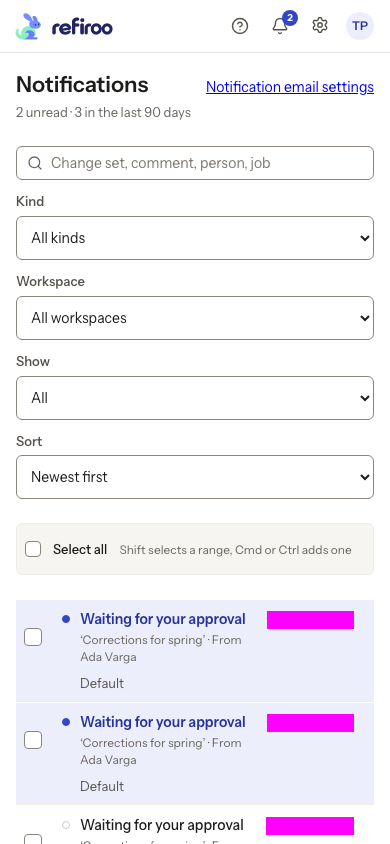 refiroo
2
TP
Notifications
Notification email settings
2 unread · 3 in the last 90 days
Change set, comment, person, job
Kind
All kinds
Workspace
All workspaces
Show
All
Sort
Newest first
Select all Shift selects a range, Cmd or Ctrl adds one
Waiting for your approval
‘Corrections for spring’ · From
Ada Varga
Default
Waiting for your approval
‘Corrections for spring’ · From
Ada Varga
Default
Waiting for your approval